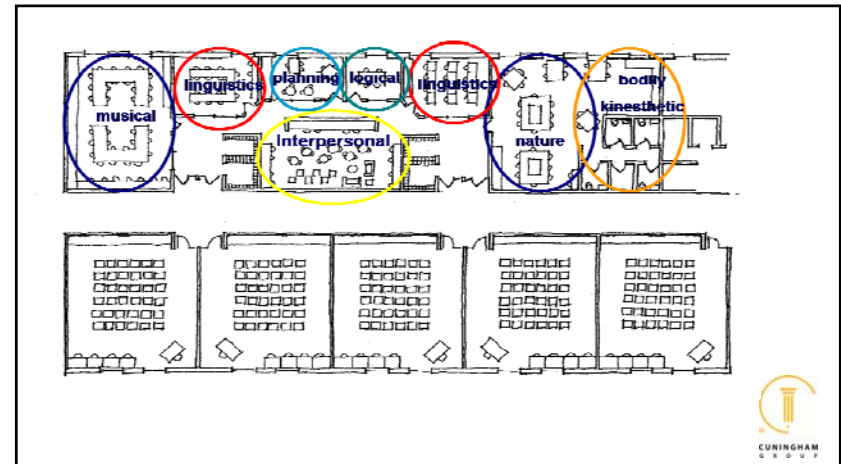 linguistics
planning
logical
linguistics
bodily
kinesthetic
musical
Interpersonal
nature
CUNINGHAM
GROUP